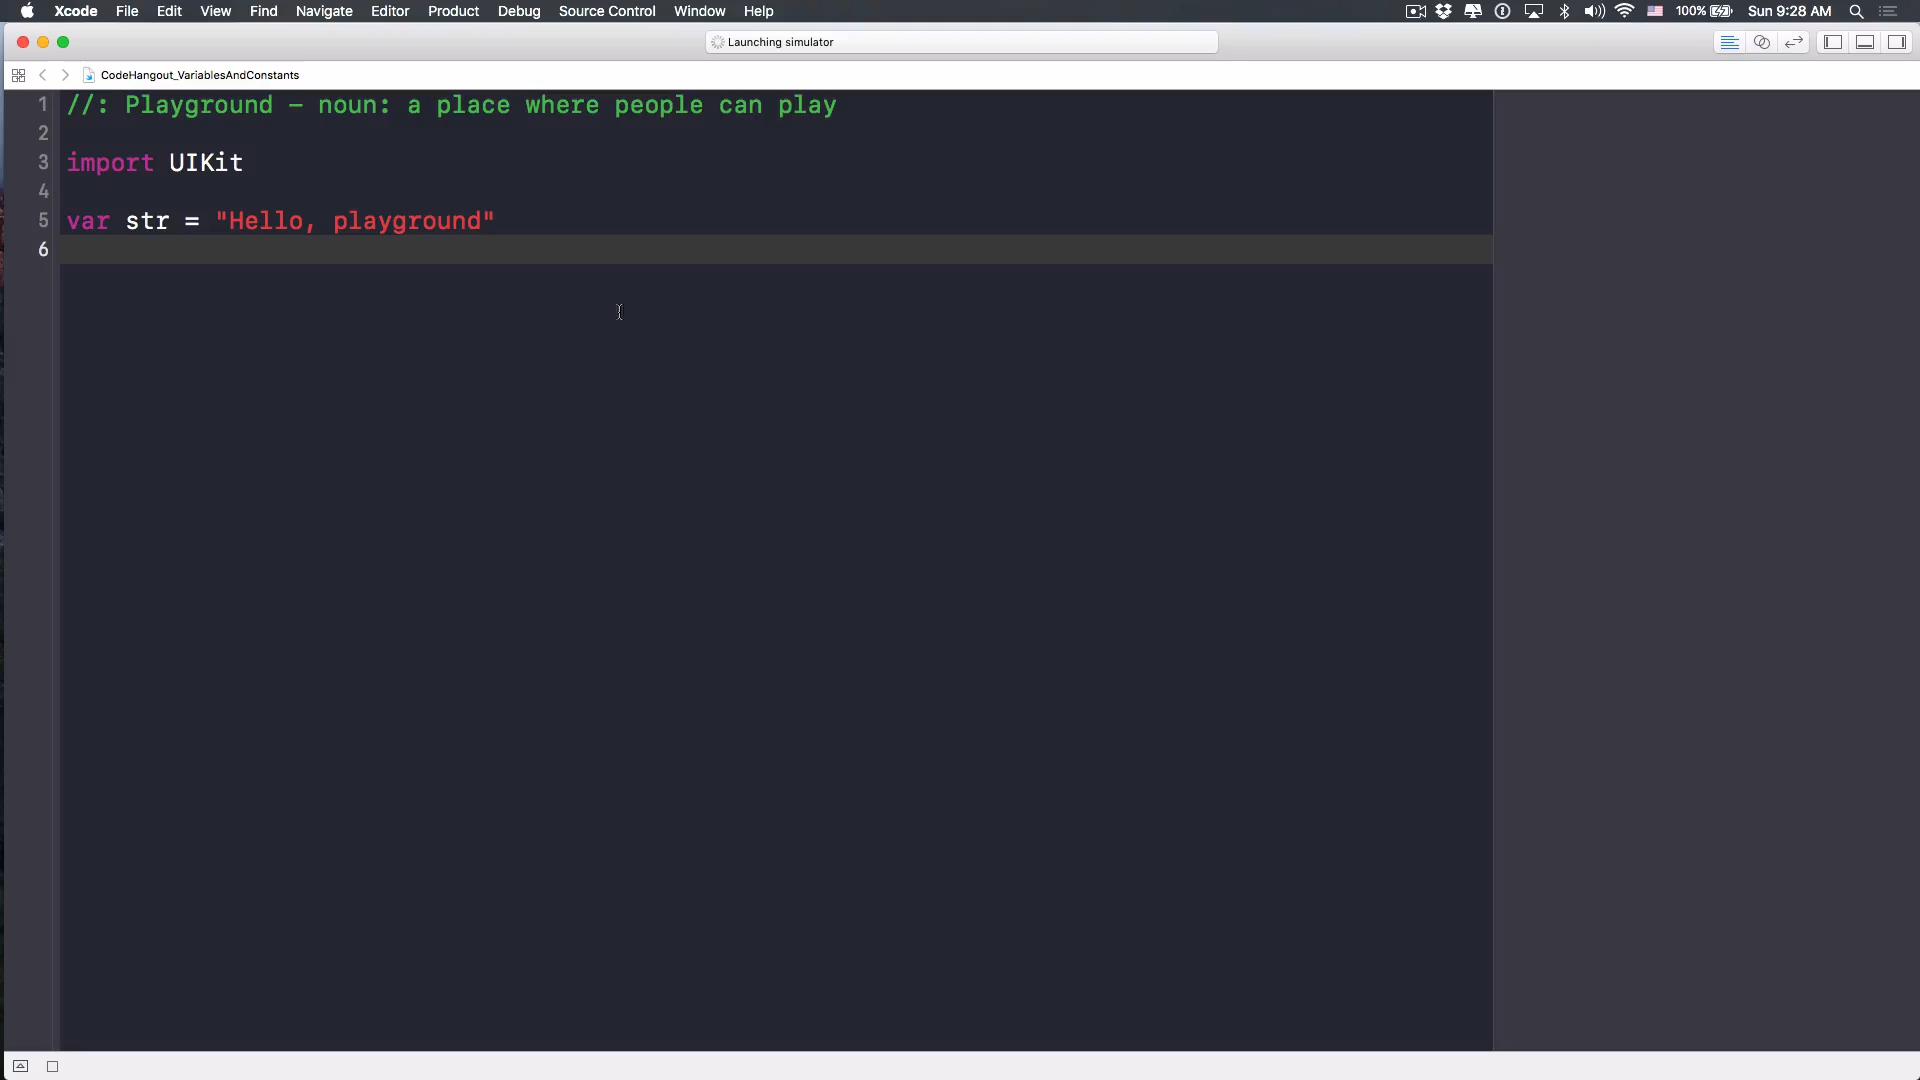 Xcode File Edit View Find Navigate Editor Product Debug Source Control Window Help 100% Sun 9:28 AM
Launching simulator
CodeHangout_VariablesAndConstants
1 //: Playground - noun: a place where people can play
2
3 import UIKit
4
5 var str = "Hello, playground"
6